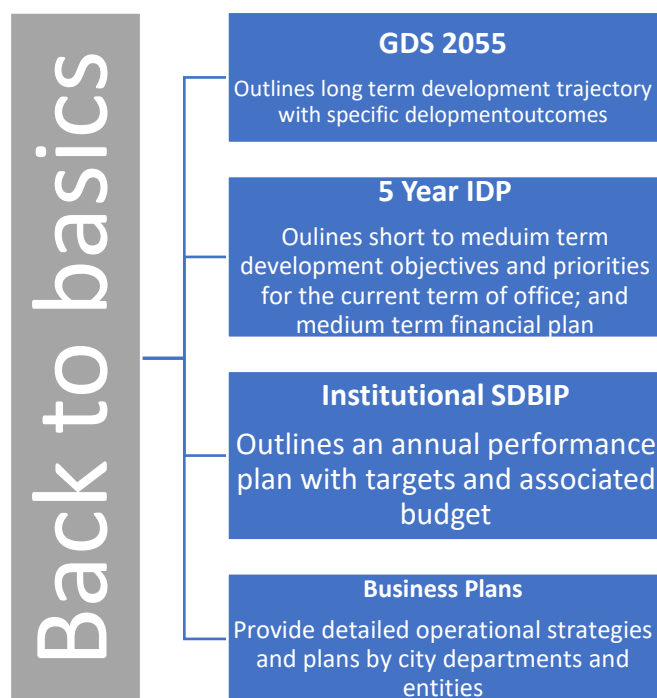 Back to basics
GDS 2055
Outlines long term development trajectory
with specific delopmentoutcomes
5 Year IDP
Oulines short to meduim term
development objectives and priorities
for the current term of office; and
medium term financial plan
Institutional SDBIP
Outlines an annual performance
plan with targets and associated
budget
Business Plans
Provide detailed operational strategies
and plans by city departments and
entities